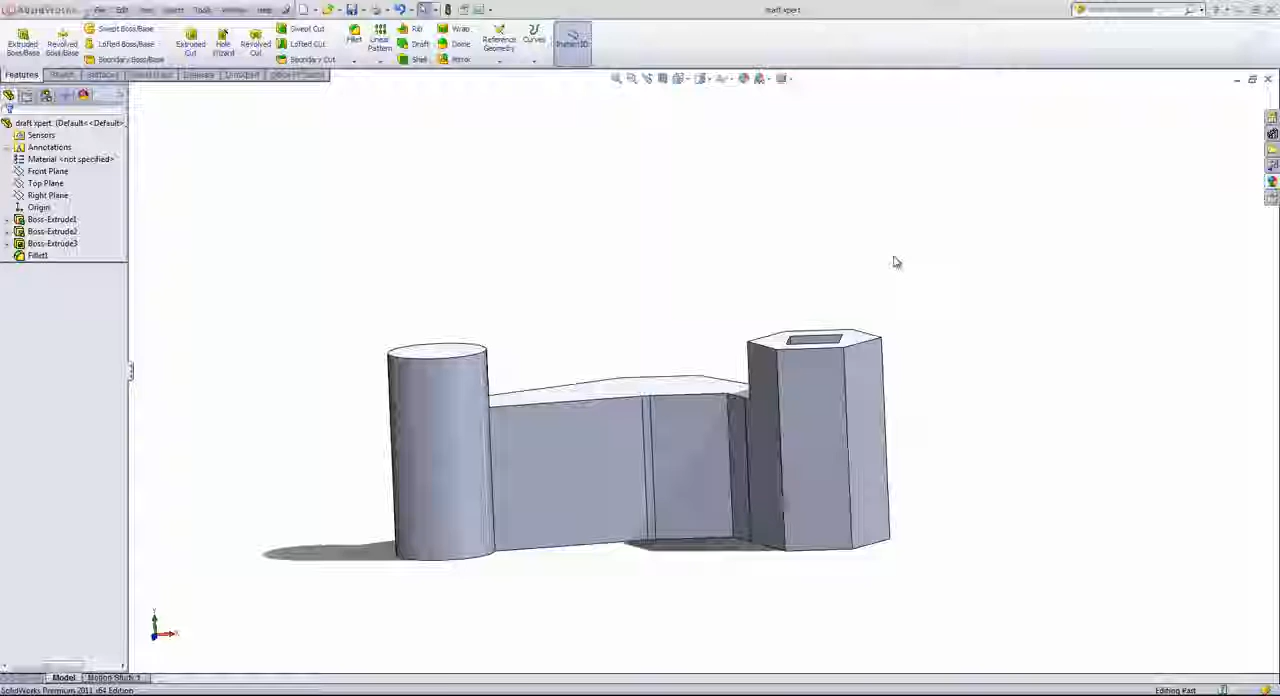 SolidWorks
draft xpert
Extruded Boss/Base
Revolved Boss/Base
Swept Boss/Base
Lofted Boss/Base
Boundary Boss/Base
Extruded Cut
Hole Wizard
Revolved Cut
Swept Cut
Lofted Cut
Boundary Cut
Fillet
Linear Pattern
Rib
Draft
Shell
Wrap
Dome
Mirror
Reference Geometry
Curves
Instant3D
Features
Sketch
Surfaces
draft xpert (Default<<Default>
Sensors
Annotations
Material <not specified>
Front Plane
Top Plane
Right Plane
Origin
Boss-Extrude1
Boss-Extrude2
Boss-Extrude3
Fillet1
Y
X
Model
Motion Study 1
SolidWorks Premium 2011 x64 Edition
Editing Part